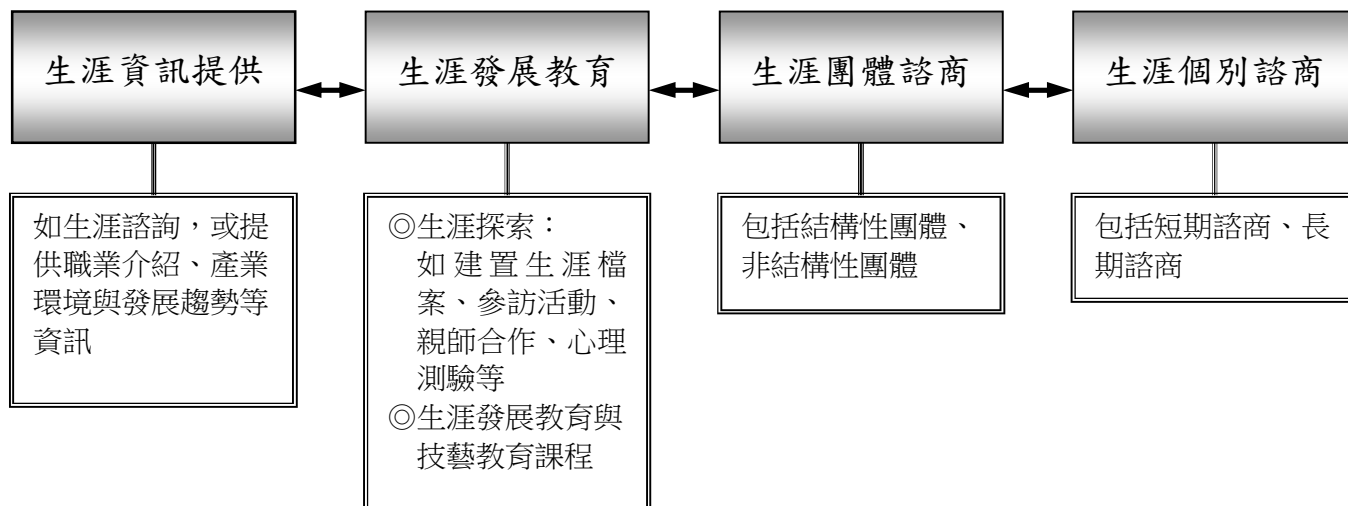 生涯資訊提供
生涯發展教育
生涯團體諮商
生涯個別諮商
如生涯諮詢，或提
供職業介紹、產業
環境與發展趨勢等
資訊
◎生涯探索：
如建置生涯檔
案、參訪活動、
親師合作、心理
測驗等
◎生涯發展教育與
技藝教育課程
包括結構性團體、
非結構性團體
包括短期諮商、長
期諮商